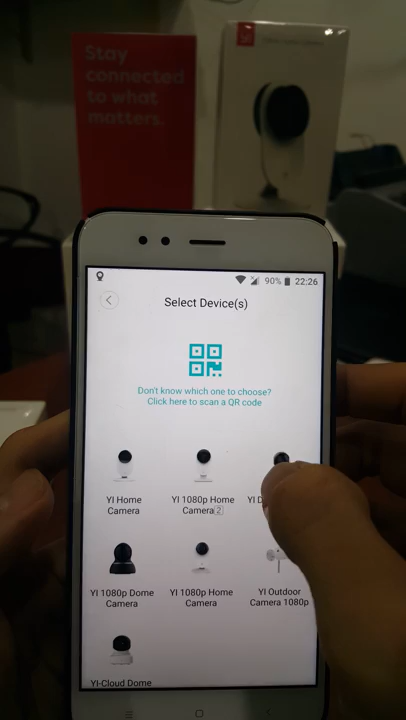 Stay
connected
to what
matters.
90% 22:26
Select Device(s)
Don't know which one to choose?
Click here to scan a QR code
YI Home
Camera
YI 1080p Home
Camera2
YI
YI 1080p Dome
Camera
YI 1080p Home
Camera
YI Outdoor
Camera 1080p
YI-Cloud Dome